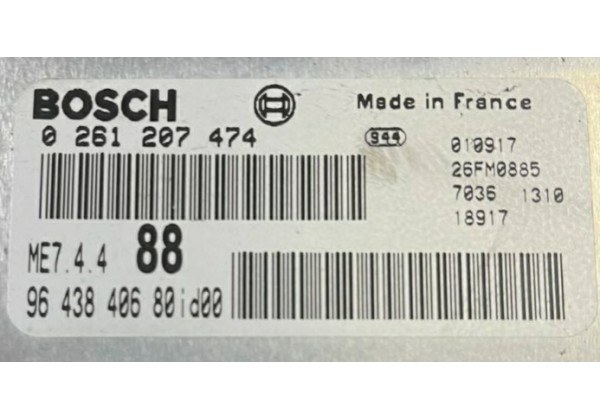 BOSCH Made in France
0 261 207 474 944 010917
26FM0885
7036 1310
18917
ME7.4.4 88
96 438 406 80id00